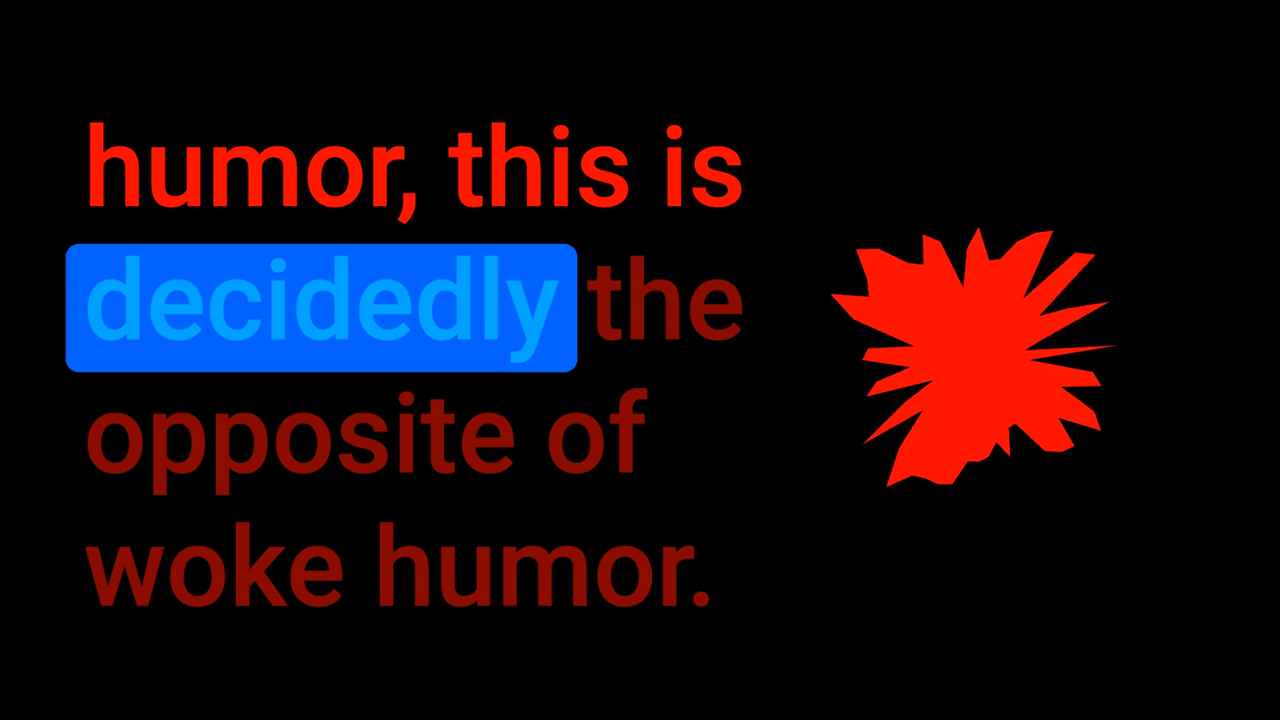 humor, this is
decidedly the
opposite of
woke humor.